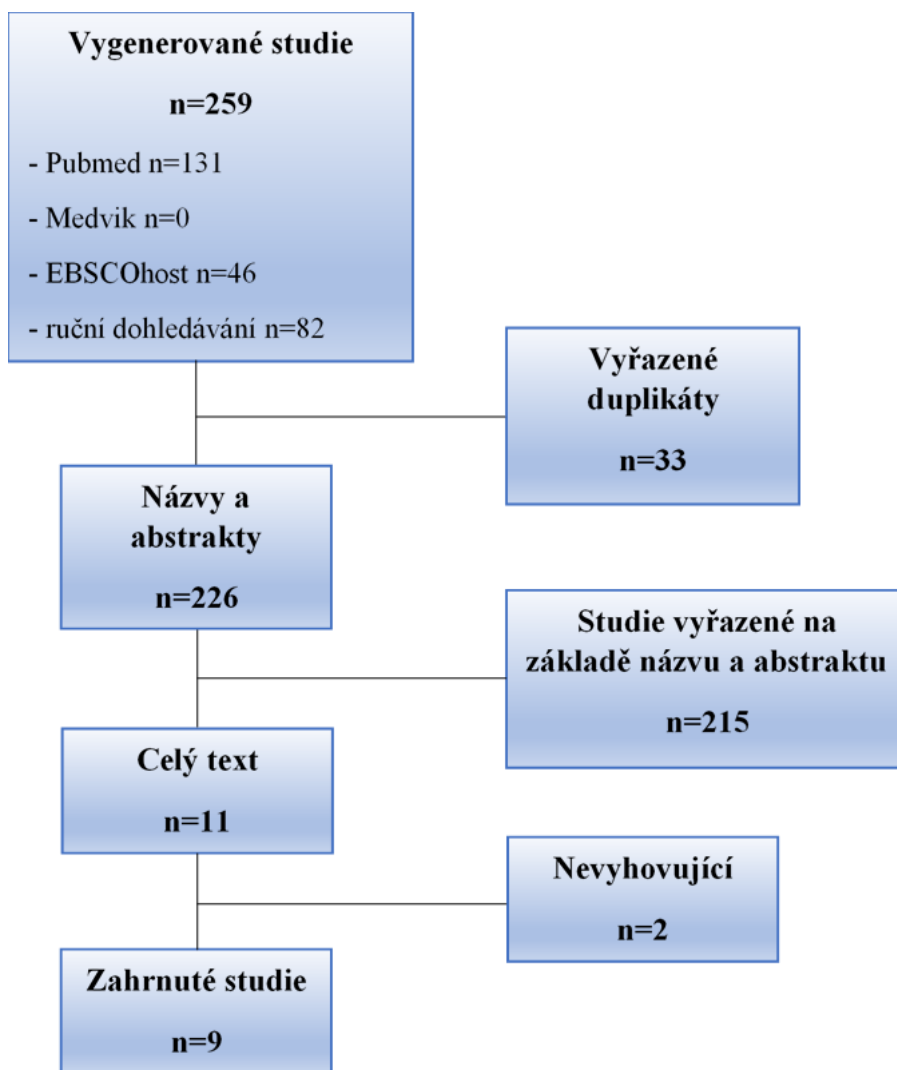 Vygenerované studie
n=259
- Pubmed n=131
- Medvik n=0
- EBSCOhost n=46
- ruční dohledávání n=82
Vyřazené
duplikáty
n=33
Názvy a
abstrakty
n=226
Studie vyřazené na
základě názvu a abstraktu
n=215
Celý text
n=11
Nevyhovující
n=2
Zahrnuté studie
n=9